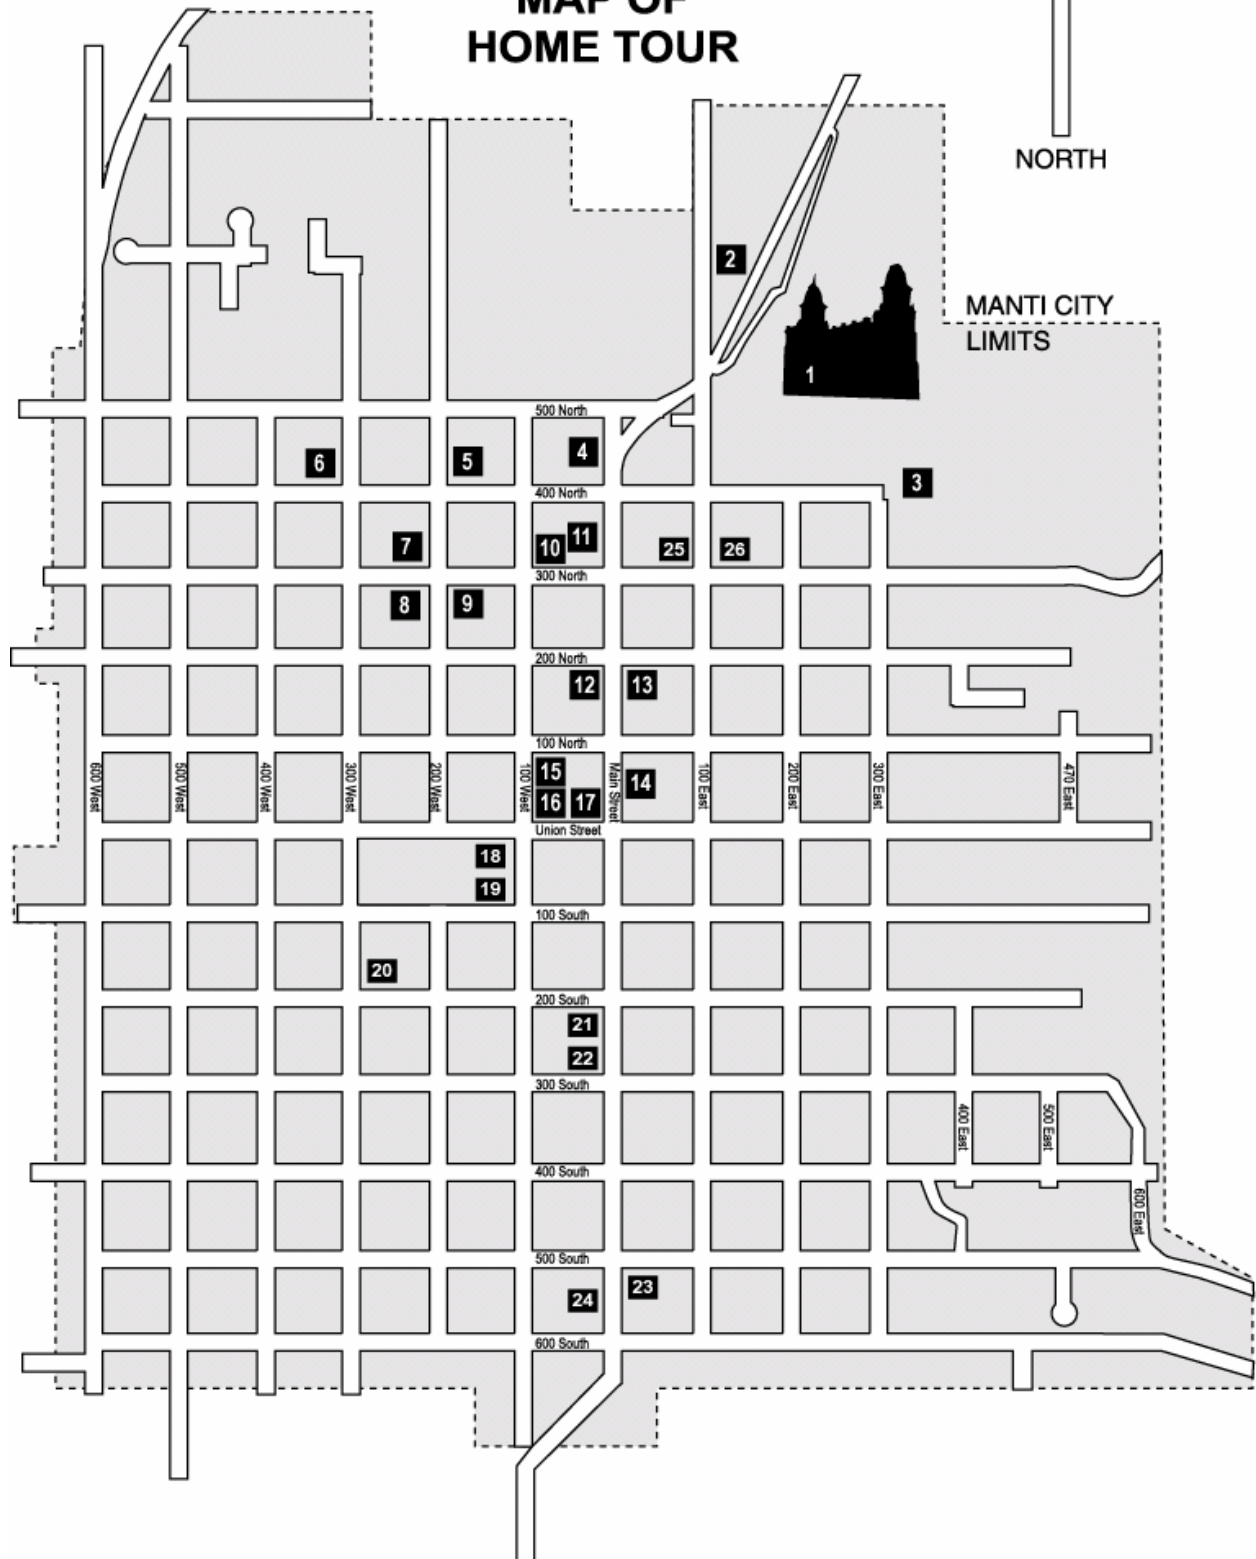 MAP OF
HOME TOUR
NORTH
2
MANTI CITY
LIMITS
1
500 North
6
5
4
3
400 North
7
10
11
25
26
300 North
8
9
200 North
12
13
100 North
600 West
500 West
400 West
300 West
200 West
100 West
15
16
17
Main Street
14
100 East
200 East
300 East
470 East
Union Street
18
19
100 South
20
200 South
21
22
300 South
400 East
500 East
400 South
600 East
500 South
24
23
600 South